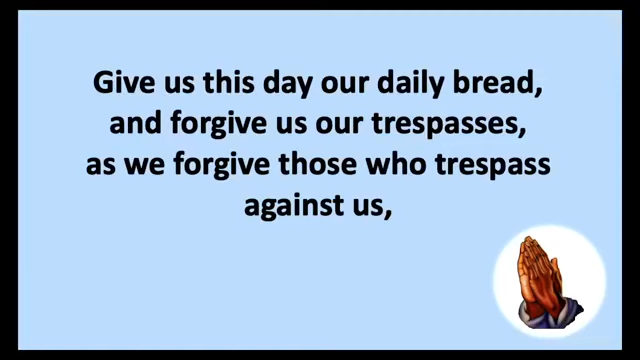 Give us this day our daily bread,
and forgive us our trespasses,
as we forgive those who trespass
against us,